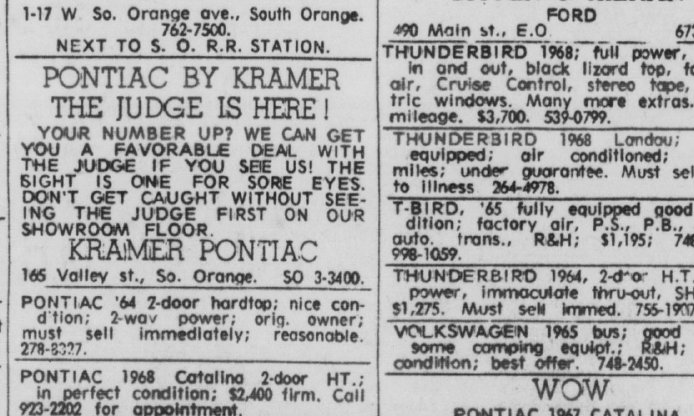 1-17 W. So. Orange ave., South Orange.
762-7500.
NEXT TO S. O. R.R. STATION.
PONTIAC BY KRAMER
THE JUDGE IS HERE!
YOUR NUMBER UP? WE CAN GET
YOU A FAVORABLE DEAL WITH
THE JUDGE IF YOU SEE US! THE
SIGHT IS ONE FOR SORE EYES.
DON'T GET CAUGHT WITHOUT SEE-
ING THE JUDGE FIRST ON OUR
SHOWROOM FLOOR.
KRAMER PONTIAC
165 Valley st., So. Orange. SO 3-3400.
PONTIAC '64 2-door hardtop; nice con-
dition; 2-way power; orig. owner;
must sell immediately; reasonable.
278-8327.
PONTIAC 1968 Catalina 2-door HT.;
in perfect condition; $2,400 firm. Call
923-2202 for appointment.
FORD
490 Main st., E.O. 673
THUNDERBIRD 1968; full power,
in and out, black lizard top,
air, Cruise Control, stereo tape,
tric windows. Many more extras.
mileage. $3,700. 539-0799.
THUNDERBIRD 1968 Landau;
equipped; air conditioned;
miles; under guarantee. Must sel
to illness 264-4978.
T-BIRD, '65 fully equipped good
dition; factory air, P.S., P.B.,
auto. trans., R&H; $1,195; 748
998-1059.
THUNDERBIRD 1964, 2-door H.T.
power, immaculate thru-out, SH
$1,275. Must sell immed. 755-1907
VOLKSWAGEN 1965 bus; good
some camping equipt.; R&H;
condition; best offer. 748-2450.
WOW
PONTIAC 1967 CATALINA